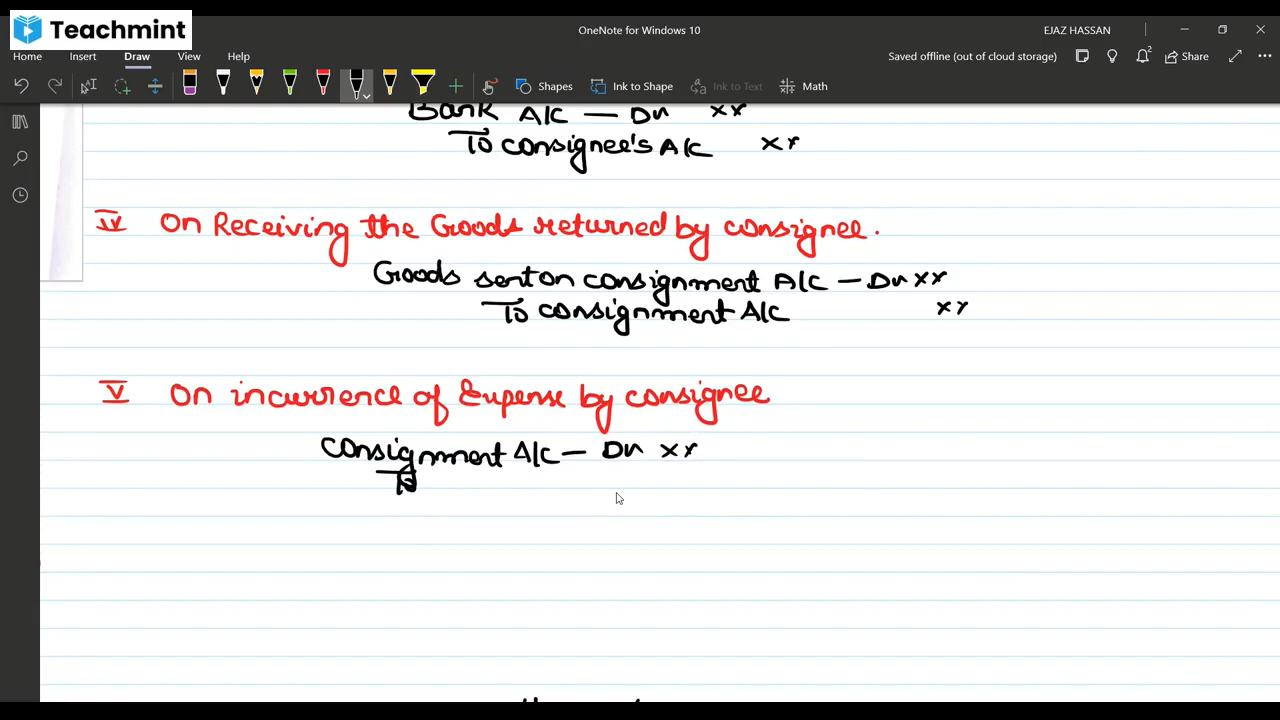 Teachmint
OneNote for Windows 10
EJAZ HASSAN
Home Insert Draw View Help
Saved offline (out of cloud storage) 2 Share
Shapes Ink to Shape Ink to Text Math
Bank A/C — Dr xx
To consignee's A/C xx
IV On Receiving the Goods returned by consignee.
Goods sent on consignment A/C — Dr xx
To consignment A/C xx
V On incurrence of Expense by consignee
Consignment A/C — Dr xx
To